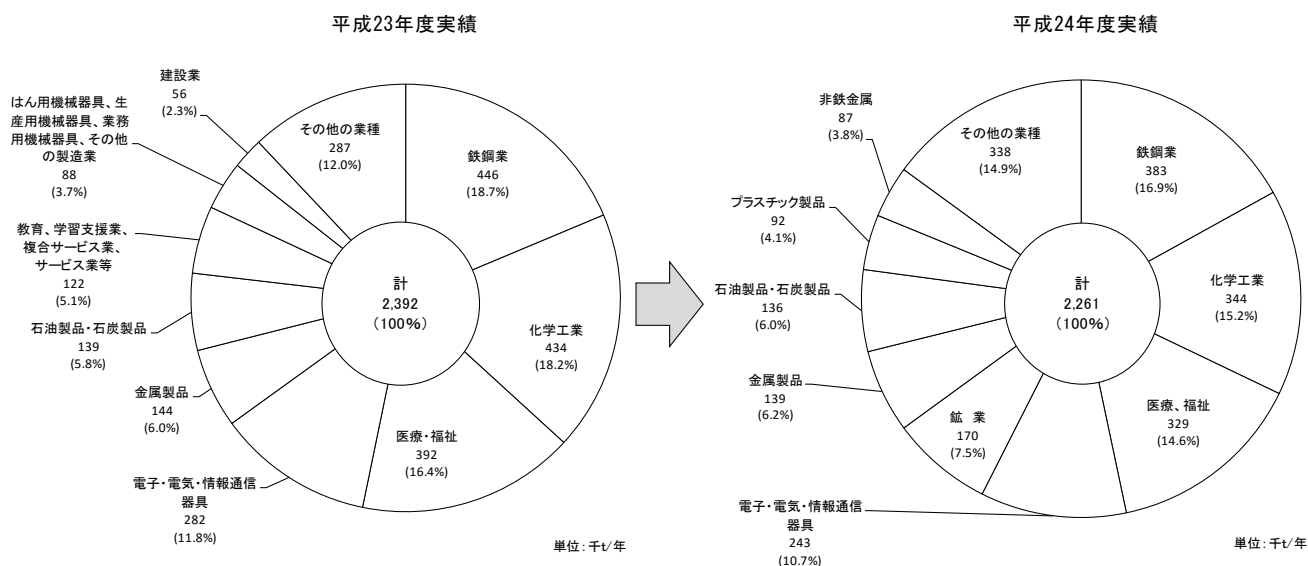 平成23年度実績
建設業
56
(2.3%)
はん用機械器具、生
産用機械器具、業務
用機械器具、その他
の製造業
88
(3.7%)
教育、学習支援業、
複合サービス業、
サービス業等
122
(5.1%)
石油製品・石炭製品
139
(5.8%)
金属製品
144
(6.0%)
電子・電気・情報通信
器具
282
(11.8%)
その他の業種
287
(12.0%)
鉄鋼業
446
(18.7%)
化学工業
434
(18.2%)
医療・福祉
392
(16.4%)
計
2,392
(100%)
単位:千t/年
平成24年度実績
非鉄金属
87
(3.8%)
プラスチック製品
92
(4.1%)
石油製品・石炭製品
136
(6.0%)
金属製品
139
(6.2%)
電子・電気・情報通信
器具
243
(10.7%)
その他の業種
338
(14.9%)
鉄鋼業
383
(16.9%)
化学工業
344
(15.2%)
医療、福祉
329
(14.6%)
鉱 業
170
(7.5%)
計
2,261
(100%)
単位:千t/年